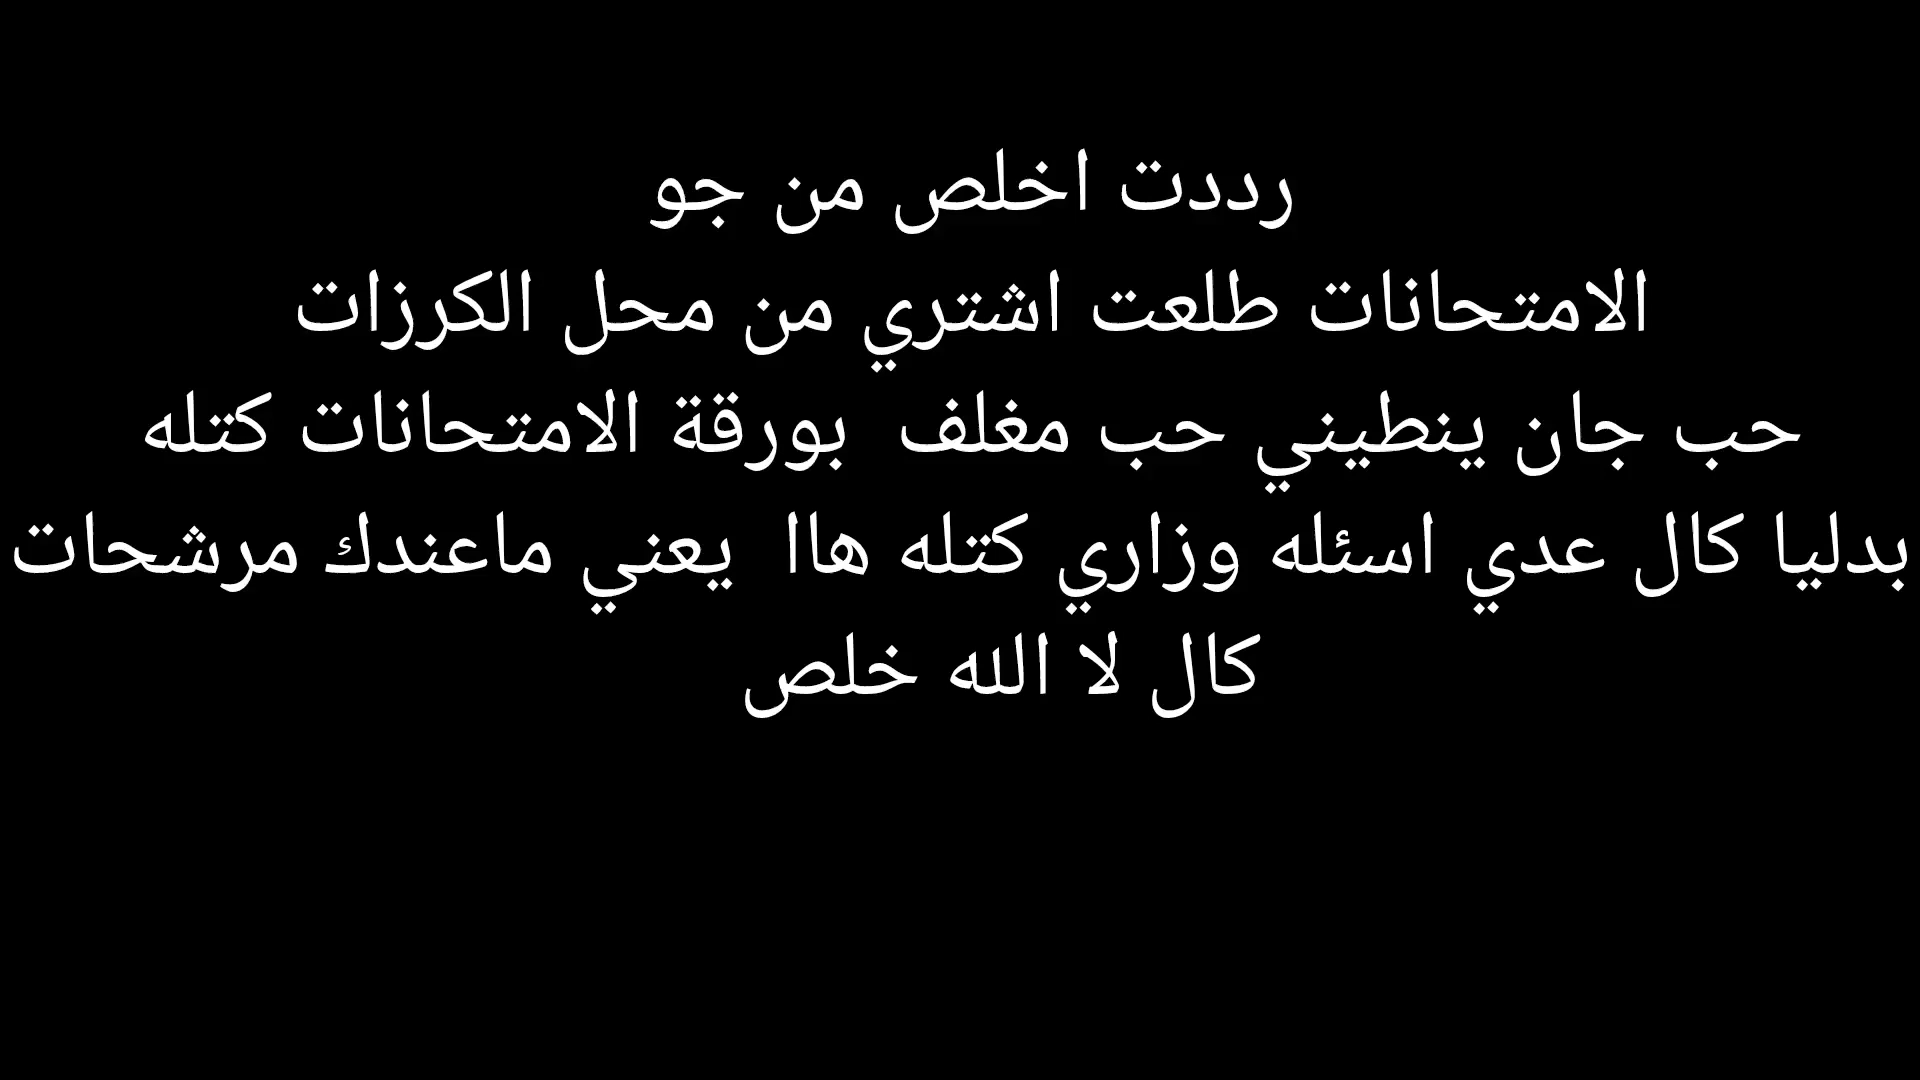 رددت اخلص من جو
الامتحانات طلعت اشتري من محل الكرزات
حب جان ينطيني حب مغلف بورقة الامتحانات كتله
بدليا كال عدي اسئله وزاري كتله هاا يعني ماعندك مرشحات
كال لا الله خلص